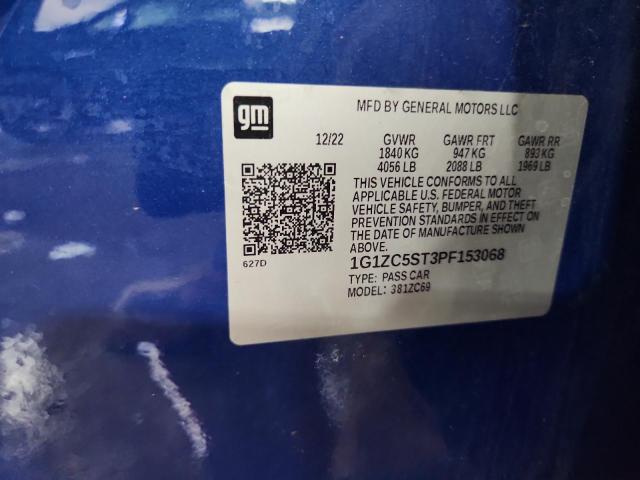 gm
MFD BY GENERAL MOTORS LLC
12/22 GVWR GAWR FRT GAWR RR
1840 KG 947 KG 893 KG
4056 LB 2088 LB 1969 LB
THIS VEHICLE CONFORMS TO ALL
APPLICABLE U.S. FEDERAL MOTOR
VEHICLE SAFETY, BUMPER, AND THEFT
PREVENTION STANDARDS IN EFFECT ON
THE DATE OF MANUFACTURE SHOWN
ABOVE.
627D
1G1ZC5ST3PF153068
TYPE: PASS CAR
MODEL: 381ZC69